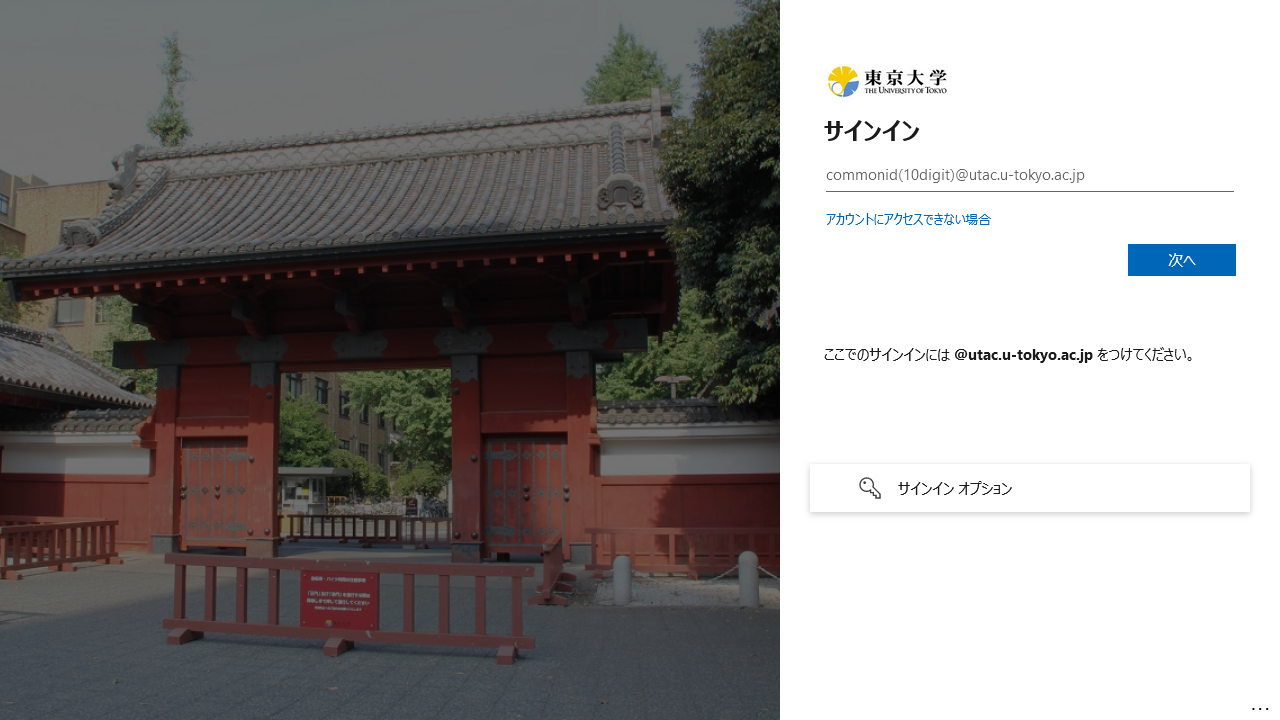 東京大学
THE UNIVERSITY OF TOKYO
サインイン
commonid(10digit)@utac.u-tokyo.ac.jp
アカウントにアクセスできない場合
次へ
ここでのサインインには @utac.u-tokyo.ac.jp をつけてください。
サインイン オプション